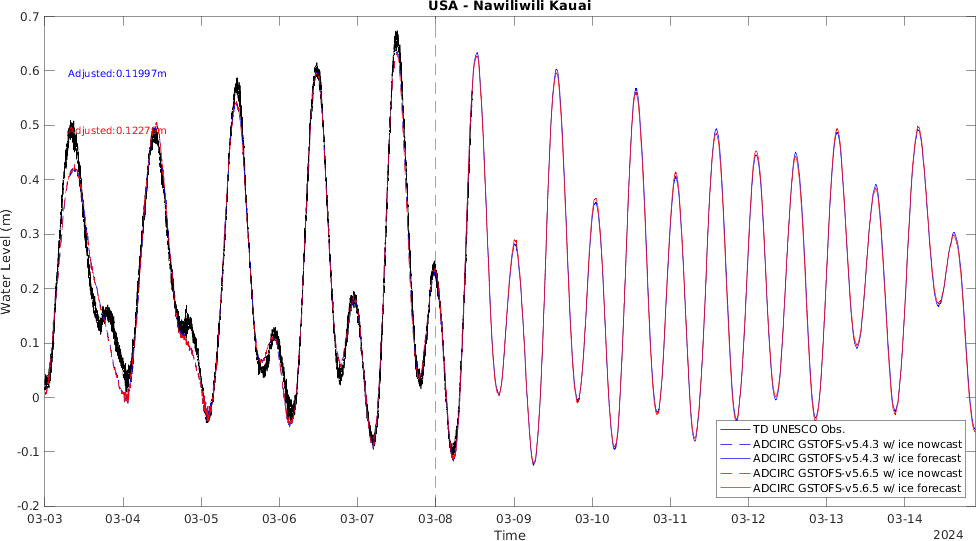 USA - Nawiliwili Kauai
0.7
0.6
0.5
0.4
0.3
0.2
0.1
0
-0.1
-0.2
Water Level (m)
Adjusted:0.11997m
TD UNESCO Obs.
ADCIRC GSTOFS-v5.4.3 w/ ice nowcast
ADCIRC GSTOFS-v5.4.3 w/ ice forecast
ADCIRC GSTOFS-v5.6.5 w/ ice nowcast
ADCIRC GSTOFS-v5.6.5 w/ ice forecast
03-03 03-04 03-05 03-06 03-07 03-08 03-09 03-10 03-11 03-12 03-13 03-14
Time
2024